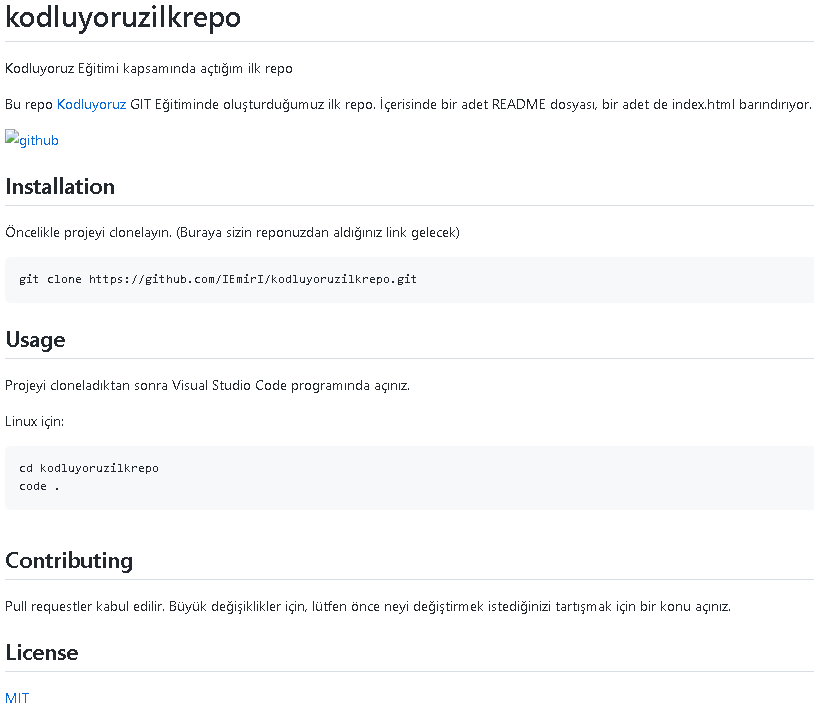 kodluyoruzilkrepo
Kodluyoruz Eğitimi kapsamında açtığım ilk repo
Bu repo Kodluyoruz GIT Eğitiminde oluşturduğumuz ilk repo. İçerisinde bir adet README dosyası, bir adet de index.html barındırıyor.
github
Installation
Öncelikle projeyi clonelayın. (Buraya sizin reponuzdan aldığınız link gelecek)
git clone https://github.com/IEmirI/kodluyoruzilkrepo.git
Usage
Projeyi cloneladıktan sonra Visual Studio Code programında açınız.
Linux için:
cd kodluyoruzilkrepo
code .
Contributing
Pull requestler kabul edilir. Büyük değişiklikler için, lütfen önce neyi değiştirmek istediğinizi tartışmak için bir konu açınız.
License
MIT